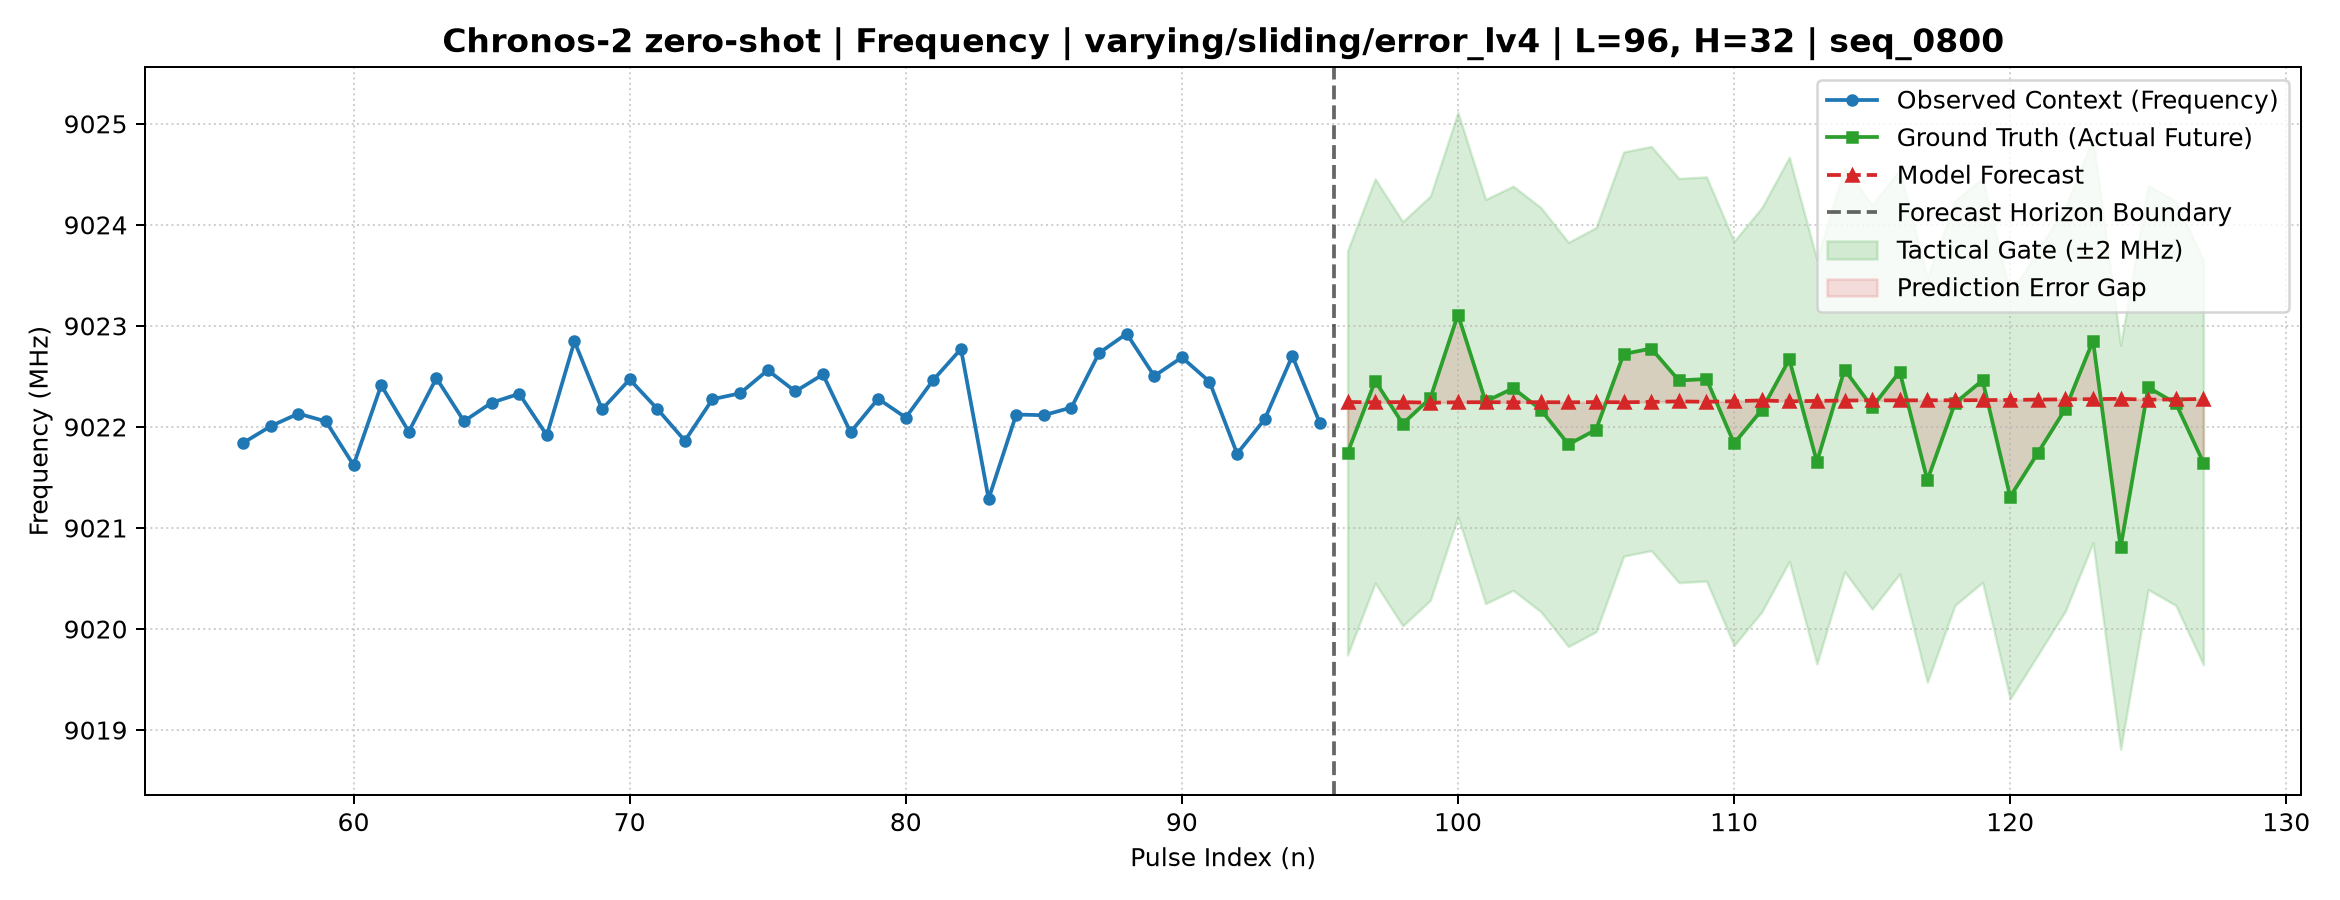 Chronos-2 zero-shot | Frequency | varying/sliding/error_lv4 | L=96, H=32 | seq_0800
Observed Context (Frequency)
Ground Truth (Actual Future)
Model Forecast
Forecast Horizon Boundary
Tactical Gate (±2 MHz)
Prediction Error Gap
Frequency (MHz)
9025
9024
9023
9022
9021
9020
9019
60 70 80 90 100 110 120 130
Pulse Index (n)